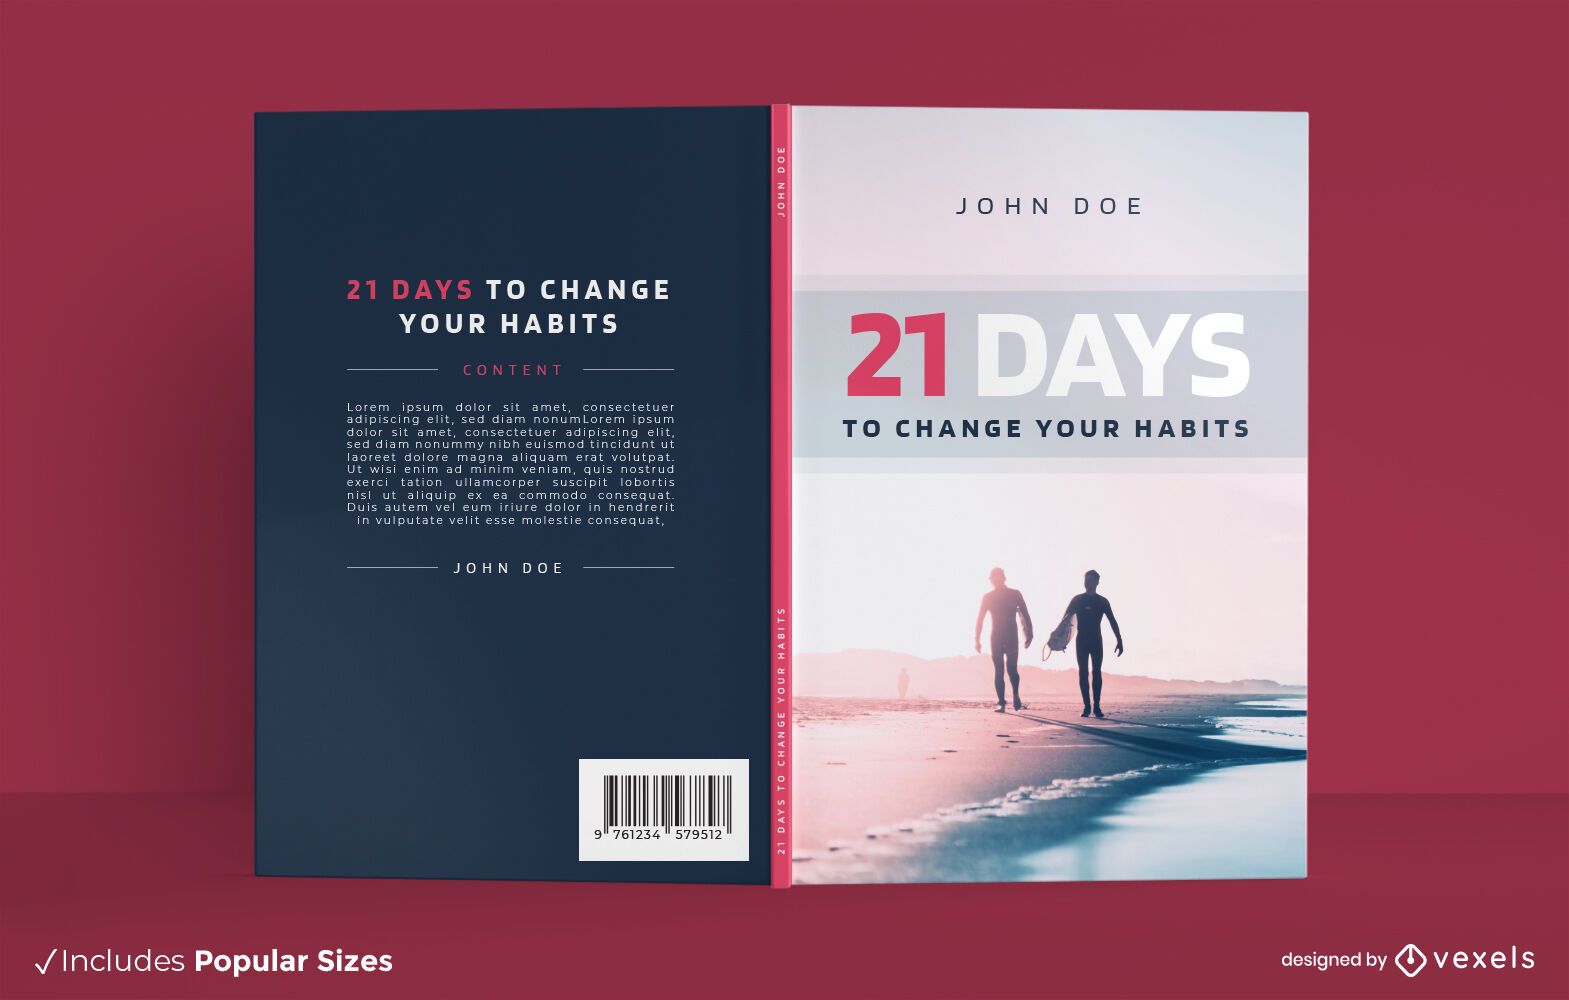 21 DAYS TO CHANGE
YOUR HABITS
CONTENT
Lorem ipsum dolor sit amet, consectetuer
adipiscing elit, sed diam nonumLorem ipsum
dolor sit amet, consectetuer adipiscing elit,
sed diam nonummy nibh euismod tincidunt ut
laoreet dolore magna aliquam erat volutpat.
Ut wisi enim ad minim veniam, quis nostrud
exerci tation ullamcorper suscipit lobortis
nisl ut aliquip ex ea commodo consequat.
Duis autem vel eum iriure dolor in hendrerit
in vulputate velit esse molestie consequat,
JOHN DOE
9 761234 579512
JOHN DOE
21 DAYS TO CHANGE YOUR HABITS
JOHN DOE
21 DAYS
TO CHANGE YOUR HABITS
✓Includes Popular Sizes
designed by vexels